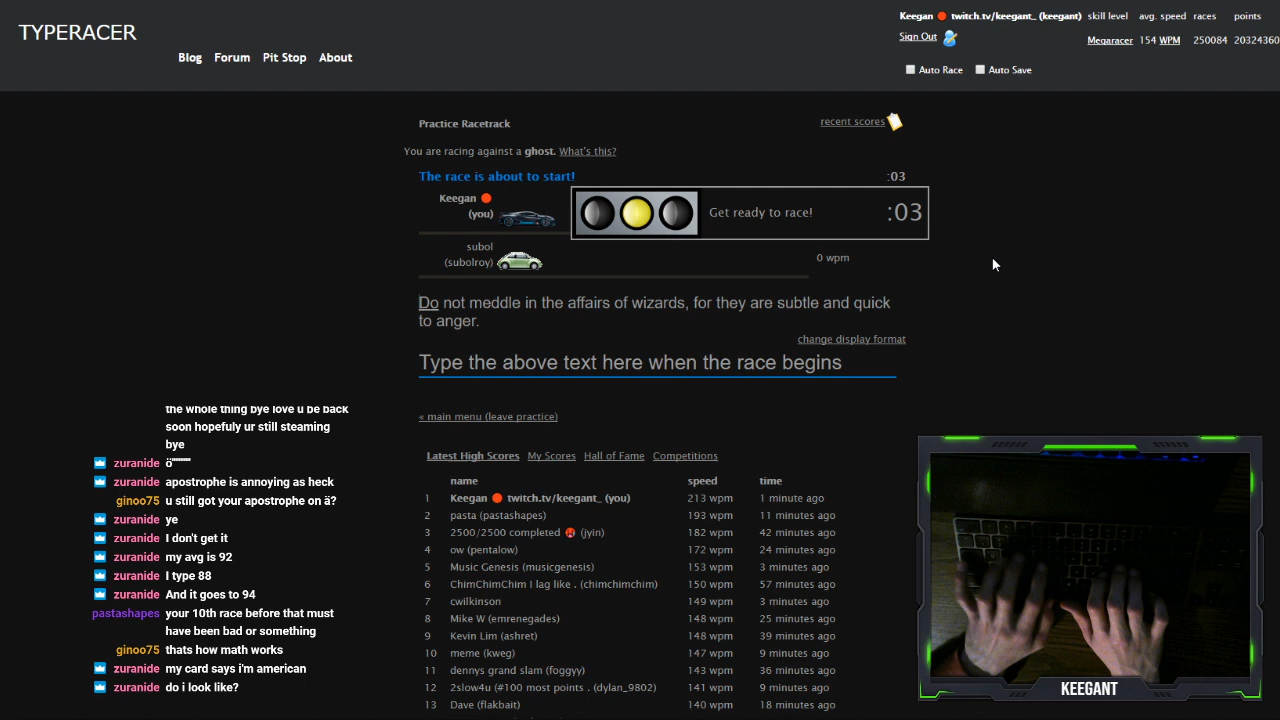 TYPERACER
Blog Forum Pit Stop About
Keegan twitch.tv/keegant_ (keegant) skill level avg. speed races points
Sign Out Megaracer 154 WPM 250084 20324360
Auto Race Auto Save
Practice Racetrack recent scores
You are racing against a ghost. What's this?
The race is about to start! :03
Keegan
(you)
Get ready to race! :03
subol
(subolroy)
0 wpm
Do not meddle in the affairs of wizards, for they are subtle and quick
to anger.
change display format
Type the above text here when the race begins
« main menu (leave practice)
Latest High Scores My Scores Hall of Fame Competitions
name speed time
1 Keegan twitch.tv/keegant_ (you) 213 wpm 1 minute ago
2 pasta (pastashapes) 193 wpm 11 minutes ago
3 2500/2500 completed (jyin) 182 wpm 42 minutes ago
4 ow (pentalow) 172 wpm 24 minutes ago
5 Music Genesis (musicgenesis) 153 wpm 3 minutes ago
6 ChimChimChim I lag like . (chimchimchim) 150 wpm 57 minutes ago
7 cwilkinson 149 wpm 3 minutes ago
8 Mike W (emrenegades) 148 wpm 25 minutes ago
9 Kevin Lim (ashret) 148 wpm 39 minutes ago
10 meme (kweg) 147 wpm 9 minutes ago
11 dennys grand slam (foggyy) 143 wpm 36 minutes ago
12 2slow4u (#100 most points . (dylan_9802) 141 wpm 9 minutes ago
13 Dave (flakbait) 140 wpm 18 minutes ago
the whole thing bye love u be back
soon hopefuly ur still steaming
bye
zuranide ö'''''''''
zuranide apostrophe is annoying as heck
ginoo75 u still got your apostrophe on ä?
zuranide ye
zuranide I don't get it
zuranide my avg is 92
zuranide I type 88
zuranide And it goes to 94
pastashapes your 10th race before that must
have been bad or something
ginoo75 thats how math works
zuranide my card says i'm american
zuranide do i look like?
KEEGANT